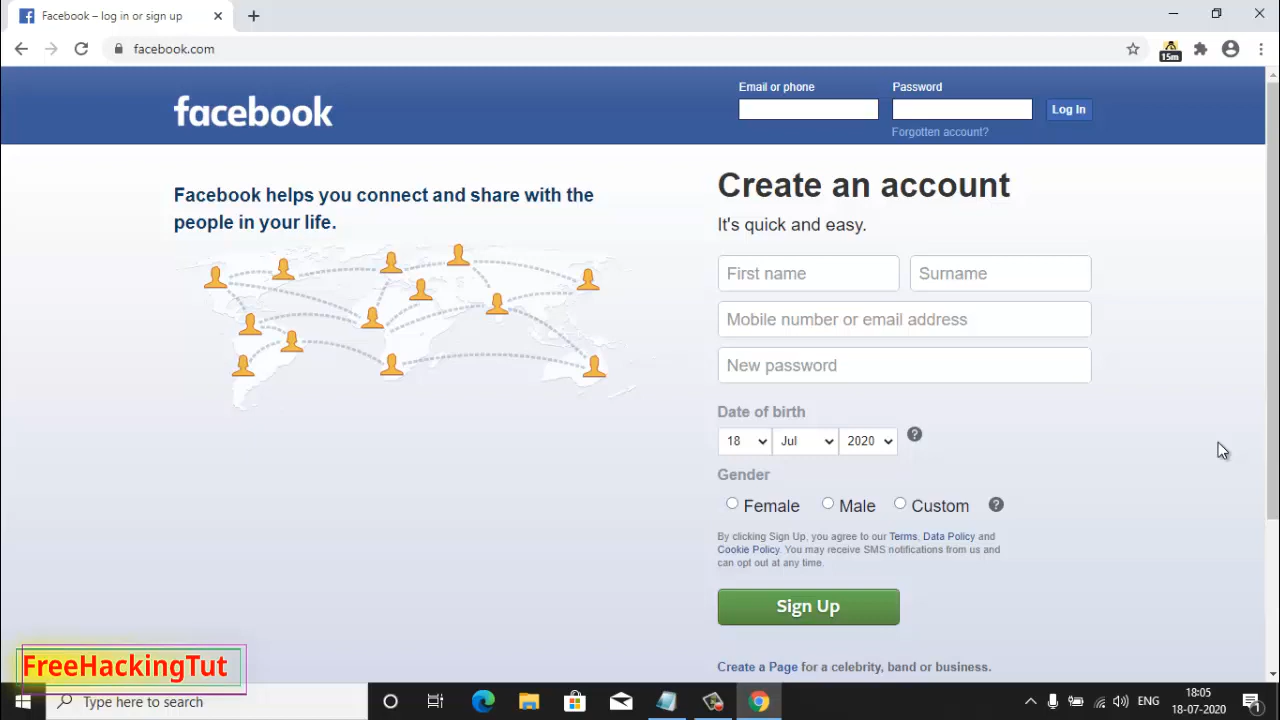 Facebook – log in or sign up
facebook.com
15m
facebook
Email or phone
Password
Log In
Forgotten account?
Facebook helps you connect and share with the
people in your life.
Create an account
It's quick and easy.
First name
Surname
Mobile number or email address
New password
Date of birth
18
Jul
2020
Gender
Female
Male
Custom
By clicking Sign Up, you agree to our Terms, Data Policy and
Cookie Policy. You may receive SMS notifications from us and
can opt out at any time.
Sign Up
Create a Page for a celebrity, band or business.
FreeHackingTut
Type here to search
ENG
18:05
18-07-2020
1